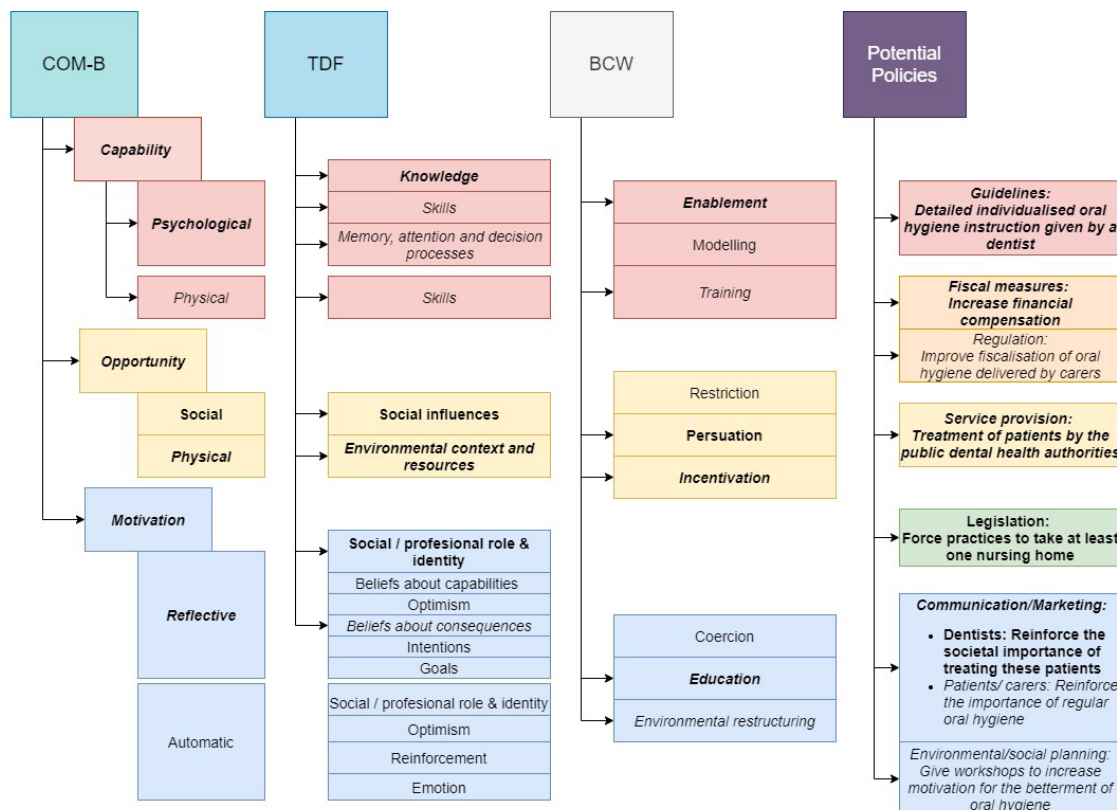 COM-B
TDF
BCW
Potential
Policies
Capability
Psychological
Physical
Opportunity
Social
Physical
Motivation
Reflective
Automatic
Knowledge
Skills
Memory, attention and decision
processes
Skills
Social influences
Environmental context and
resources
Social / profesional role &
identity
Beliefs about capabilities
Optimism
Beliefs about consequences
Intentions
Goals
Social / profesional role & identity
Optimism
Reinforcement
Emotion
Enablement
Modelling
Training
Restriction
Persuation
Incentivation
Coercion
Education
Environmental restructuring
Guidelines:
Detailed individualised oral
hygiene instruction given by a
dentist
Fiscal measures:
Increase financial
compensation
Regulation:
Improve fiscalisation of oral
hygiene delivered by carers
Service provision:
Treatment of patients by the
public dental health authorities
Legislation:
Force practices to take at least
one nursing home
Communication/Marketing:
• Dentists: Reinforce the
societal importance of
treating these patients
• Patients/ carers: Reinforce
the importance of regular
oral hygiene
Environmental/social planning:
Give workshops to increase
motivation for the betterment of
oral hygiene